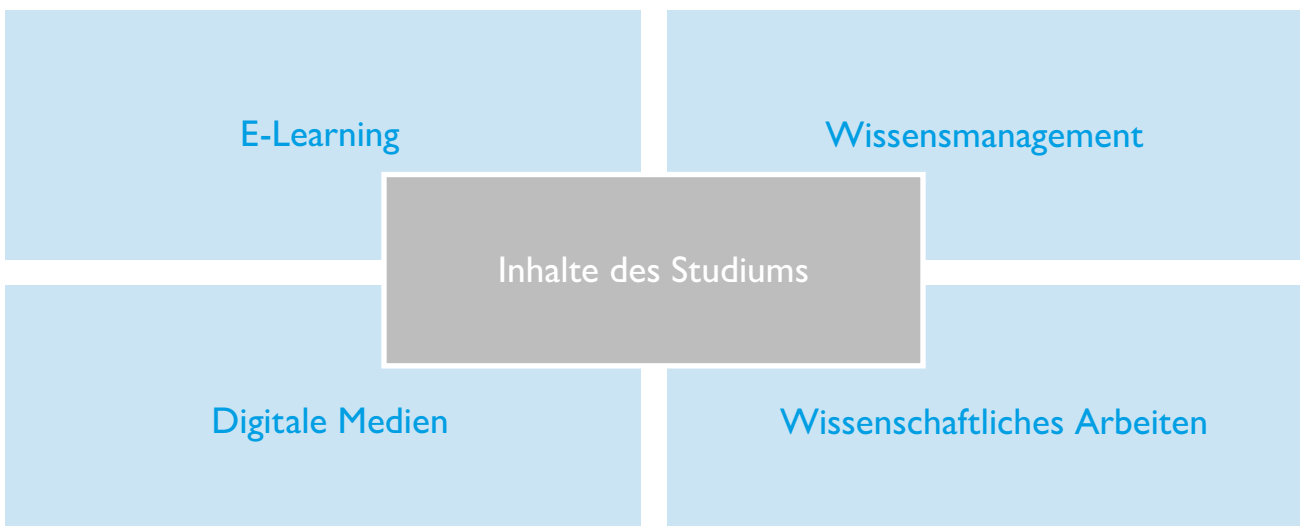 E-Learning
Wissensmanagement
Inhalte des Studiums
Digitale Medien
Wissenschaftliches Arbeiten